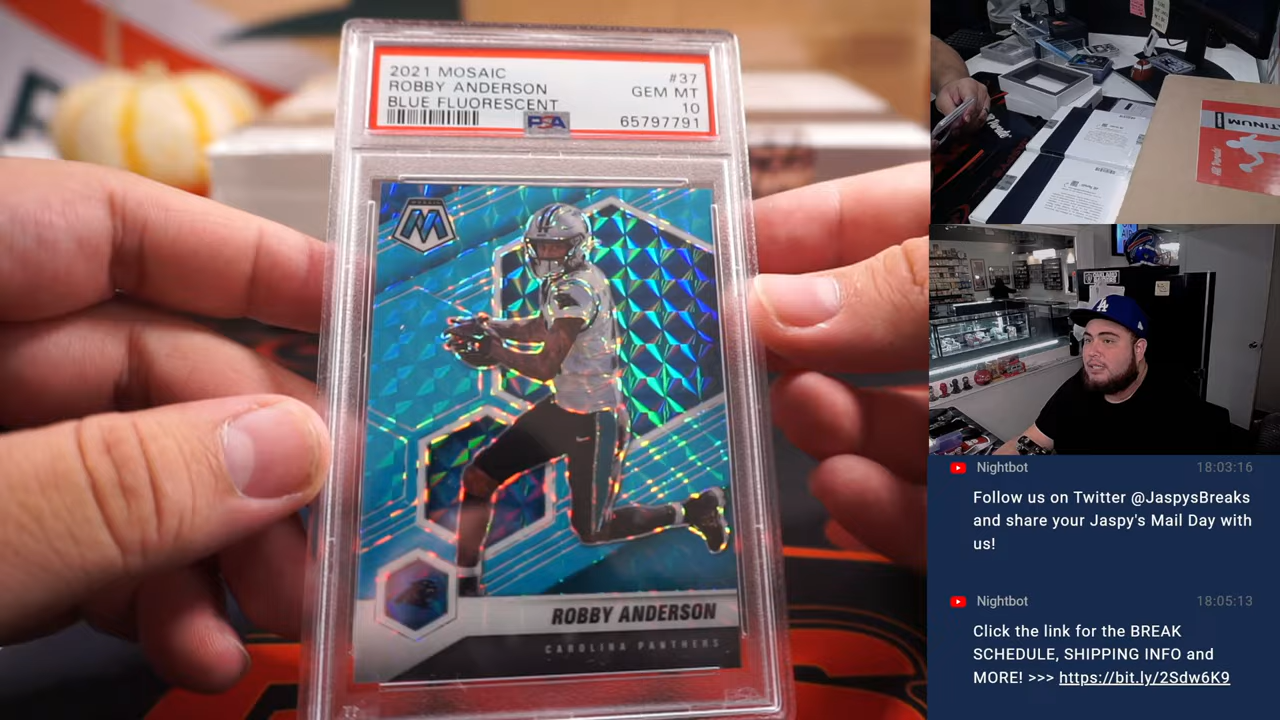 2021 MOSAIC
ROBBY ANDERSON
BLUE FLUORESCENT
#37
GEM MT
10
65797791
PSA
MOSAIC
M
ROBBY ANDERSON
CAROLINA PANTHERS
LA
Nightbot 18:03:16
Follow us on Twitter @JaspysBreaks
and share your Jaspy's Mail Day with
us!
Nightbot 18:05:13
Click the link for the BREAK
SCHEDULE, SHIPPING INFO and
MORE! >>> https://bit.ly/2Sdw6K9